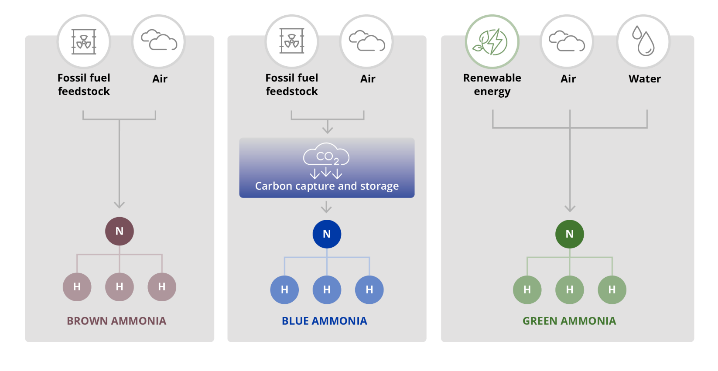 Fossil fuel
feedstock
Air
N
H H H
BROWN AMMONIA
Fossil fuel
feedstock
Air
CO2
Carbon capture and storage
N
H H H
BLUE AMMONIA
Renewable
energy
Air
Water
N
H H H
GREEN AMMONIA